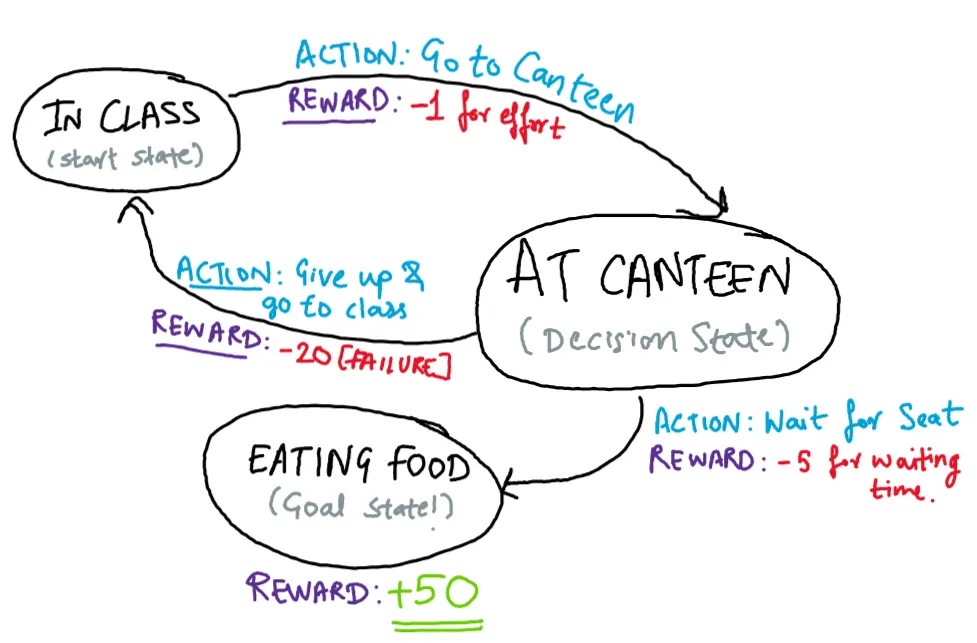 ACTION: Go to Canteen
REWARD: -1 for effort
IN CLASS
(start state)
AT CANTEEN
(Decision State)
ACTION: Give up &
go to class
REWARD: -20 [FAILURE]
ACTION: Wait for Seat
REWARD: -5 for waiting
time.
EATING FOOD
(Goal State!)
REWARD: +50